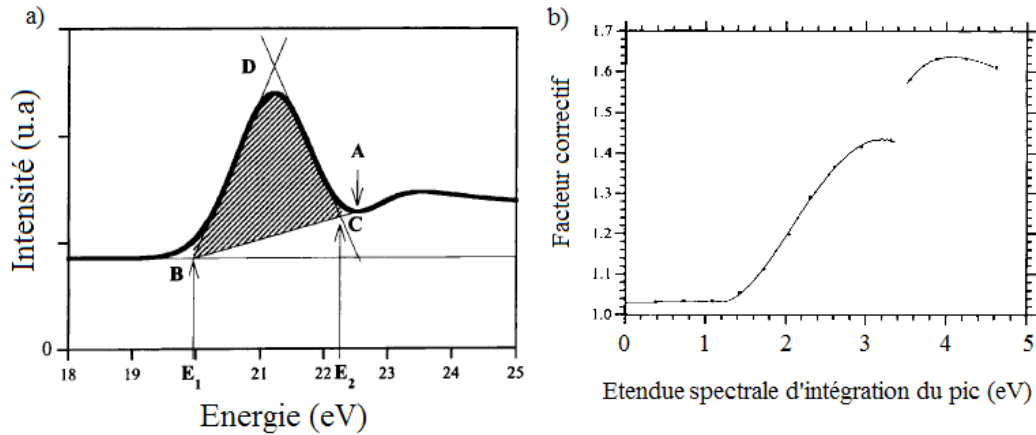 a)
Intensité (u.a)
D
A
B
C
0
18
19
20
21
22
23
24
25
E1
E2
Energie (eV)
b)
Facteur correctif
1.7
1.6
1.5
1.4
1.3
1.2
1.1
1.0
0
1
2
3
4
5
Etendue spectrale d'intégration du pic (eV)